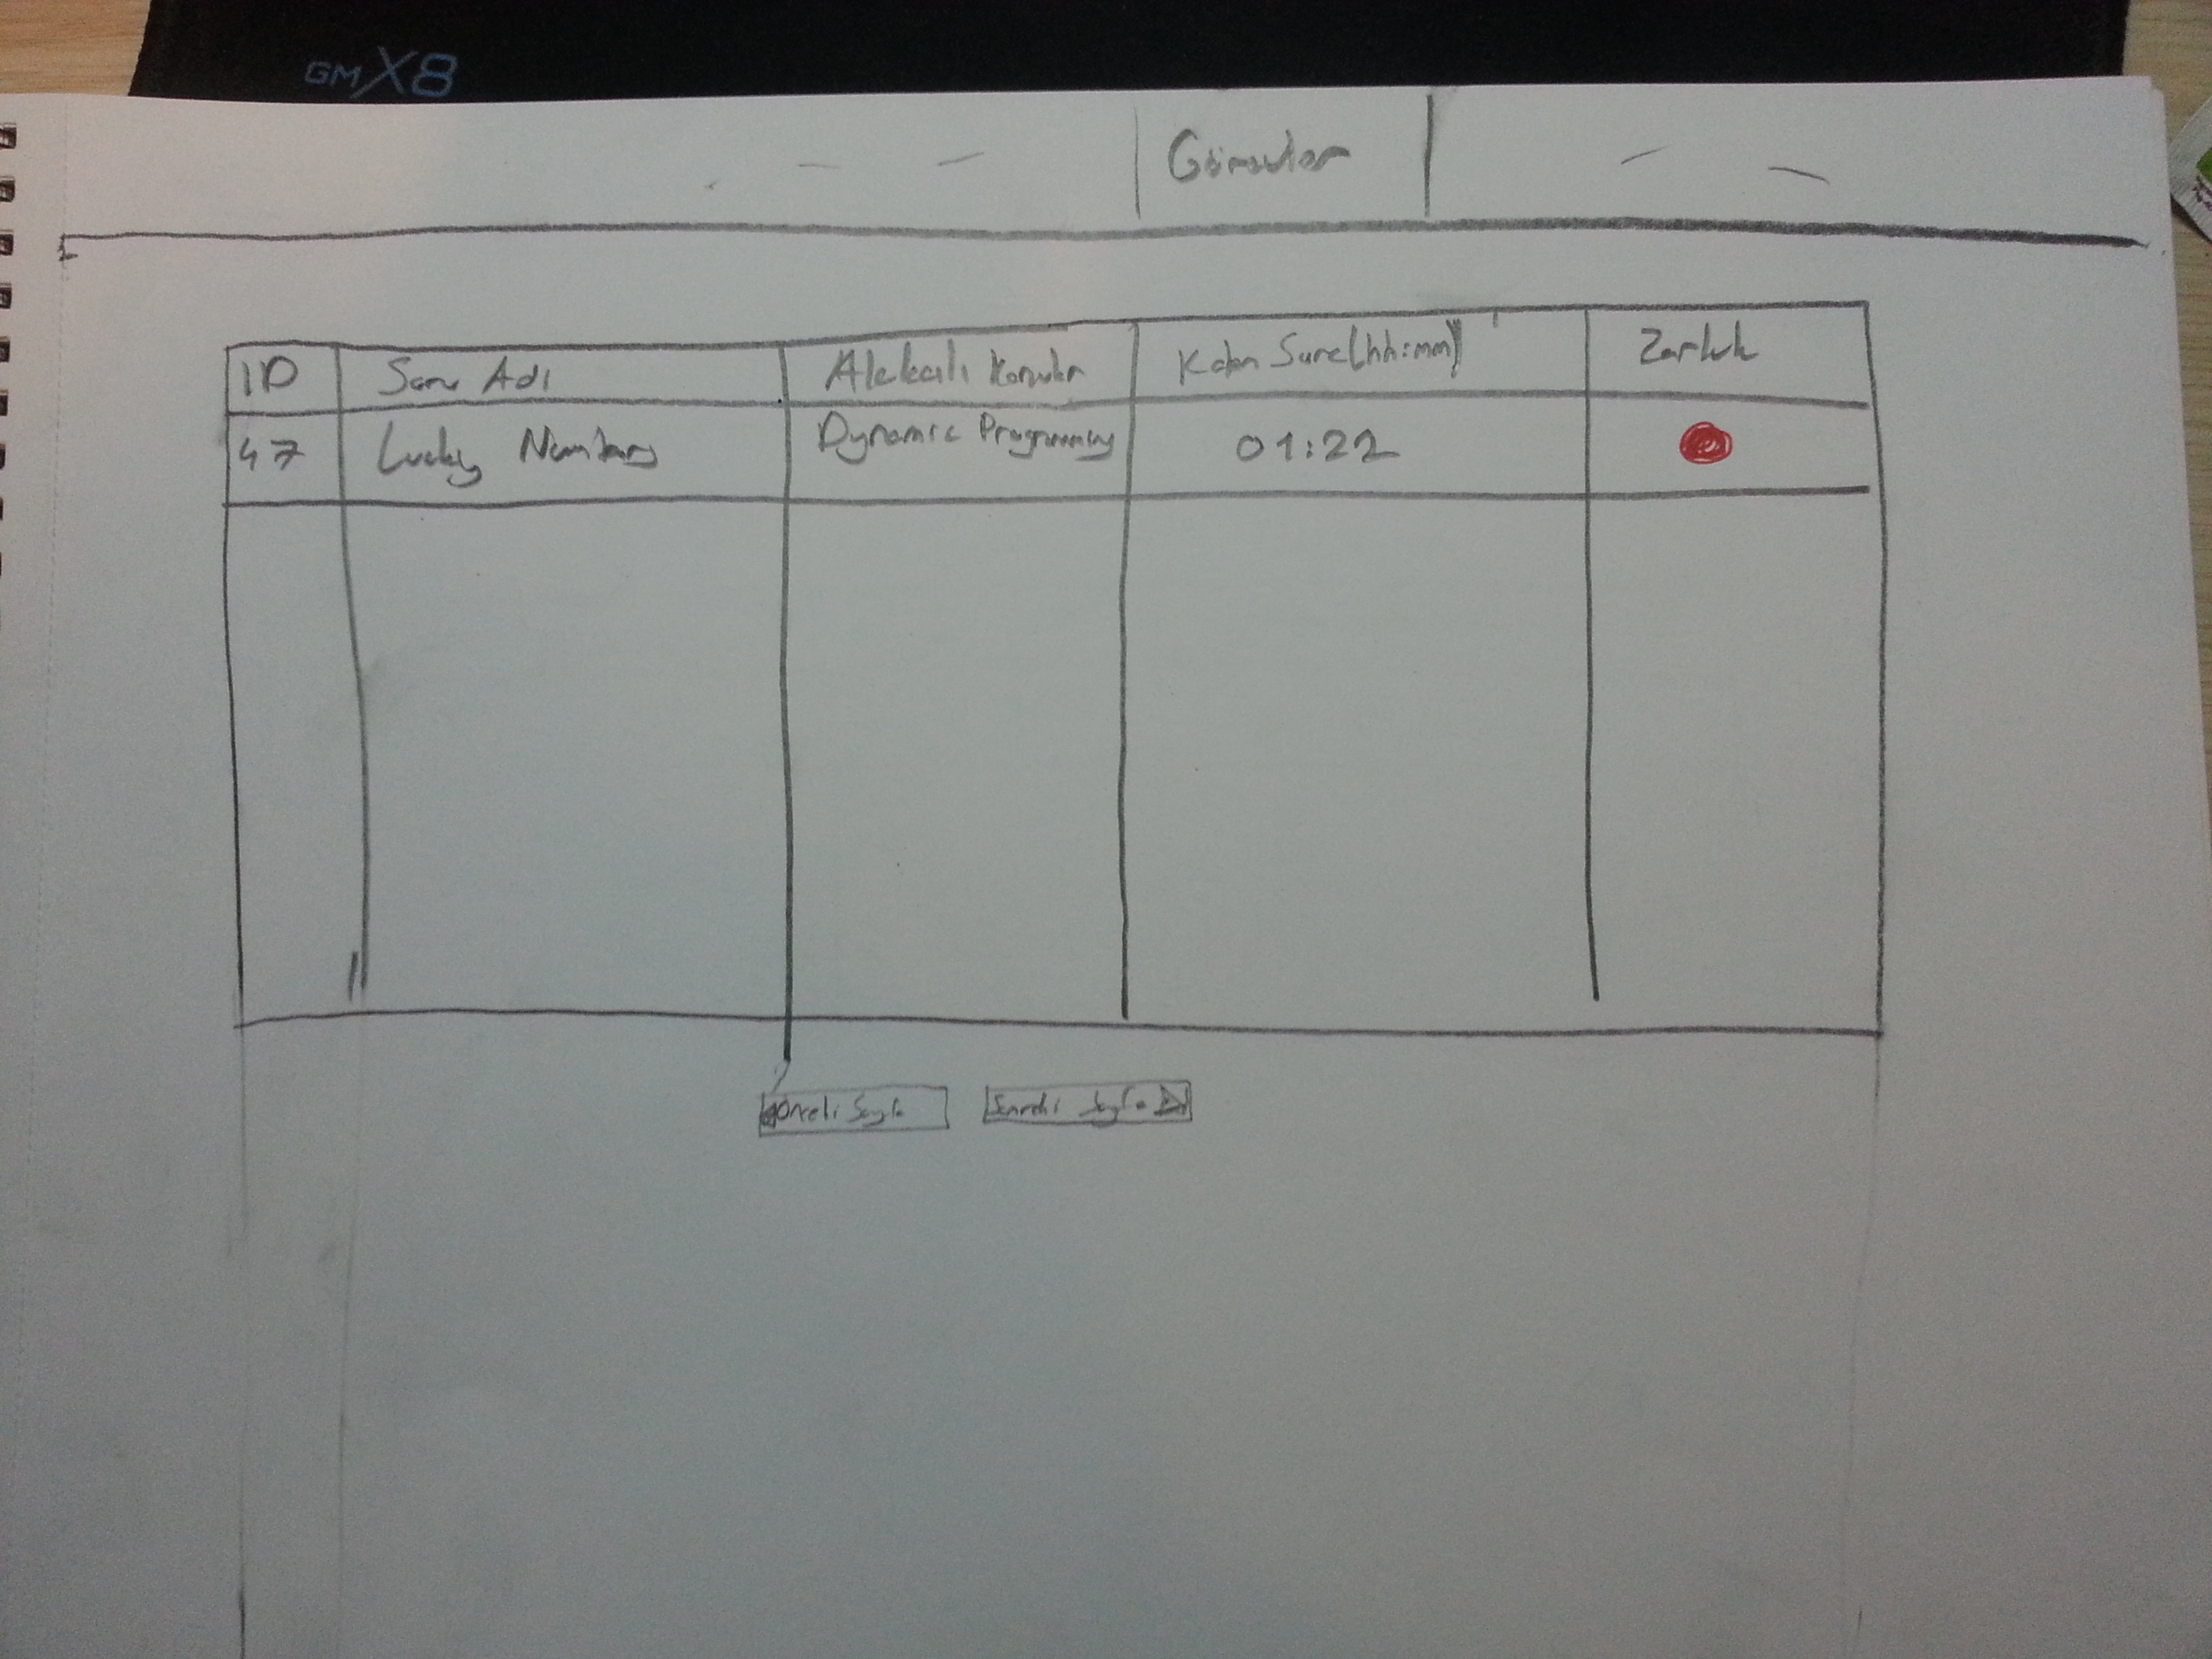 GMX8
Görevler
ID Soru Adı Alakalı Konular Kalan Süre(hh:mm) Zorluk
47 Lucky Numbers Dynamic Programming 01:22
Önceki Sayfa Sonraki Sayfa